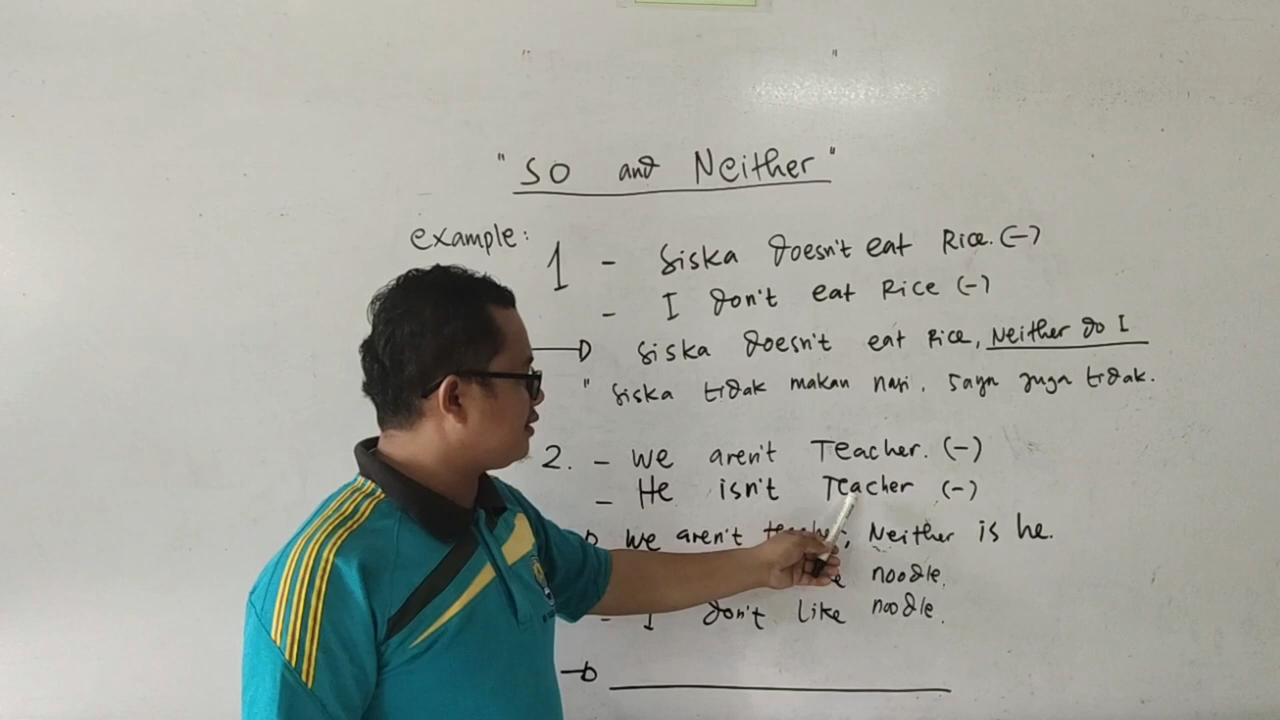 "So and Neither"
example: 1 - Siska doesn't eat Rice. (-)
- I don't eat Rice (-)
Siska doesn't eat Rice, Neither do I
" Siska tidak makan nasi, saya juga tidak.
2. - We aren't Teacher. (-)
- He isn't Teacher (-)
We aren't teacher, Neither is he.
noodle.
- I don't like noodle.